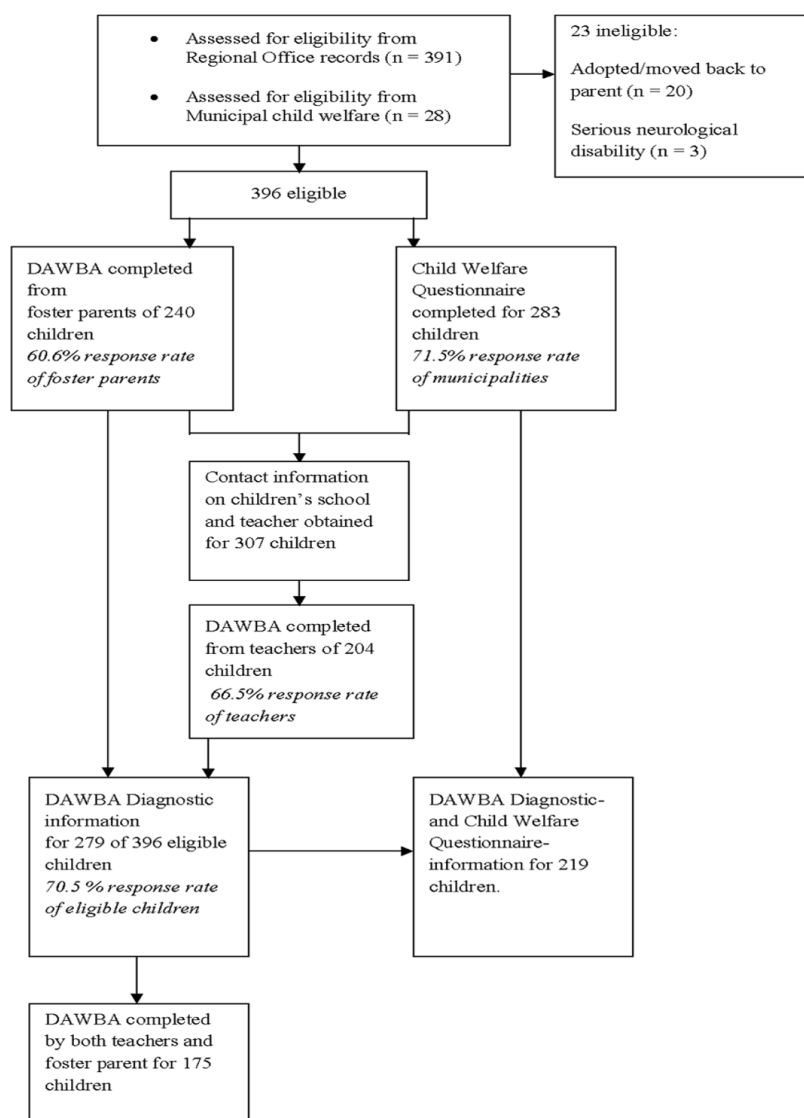 • Assessed for eligibility from
Regional Office records (n = 391)
• Assessed for eligibility from
Municipal child welfare (n = 28)
23 ineligible:
Adopted/moved back to
parent (n = 20)
Serious neurological
disability (n = 3)
396 eligible
DAWBA completed
from
foster parents of 240
children
60.6% response rate
of foster parents
Child Welfare
Questionnaire
completed for 283
children
71.5% response rate
of municipalities
Contact information
on children’s school
and teacher obtained
for 307 children
DAWBA completed
from teachers of 204
children
66.5% response rate
of teachers
DAWBA Diagnostic
information
for 279 of 396 eligible
children
70.5 % response rate
of eligible children
DAWBA Diagnostic-
and Child Welfare
Questionnaire-
information for 219
children.
DAWBA completed
by both teachers and
foster parent for 175
children